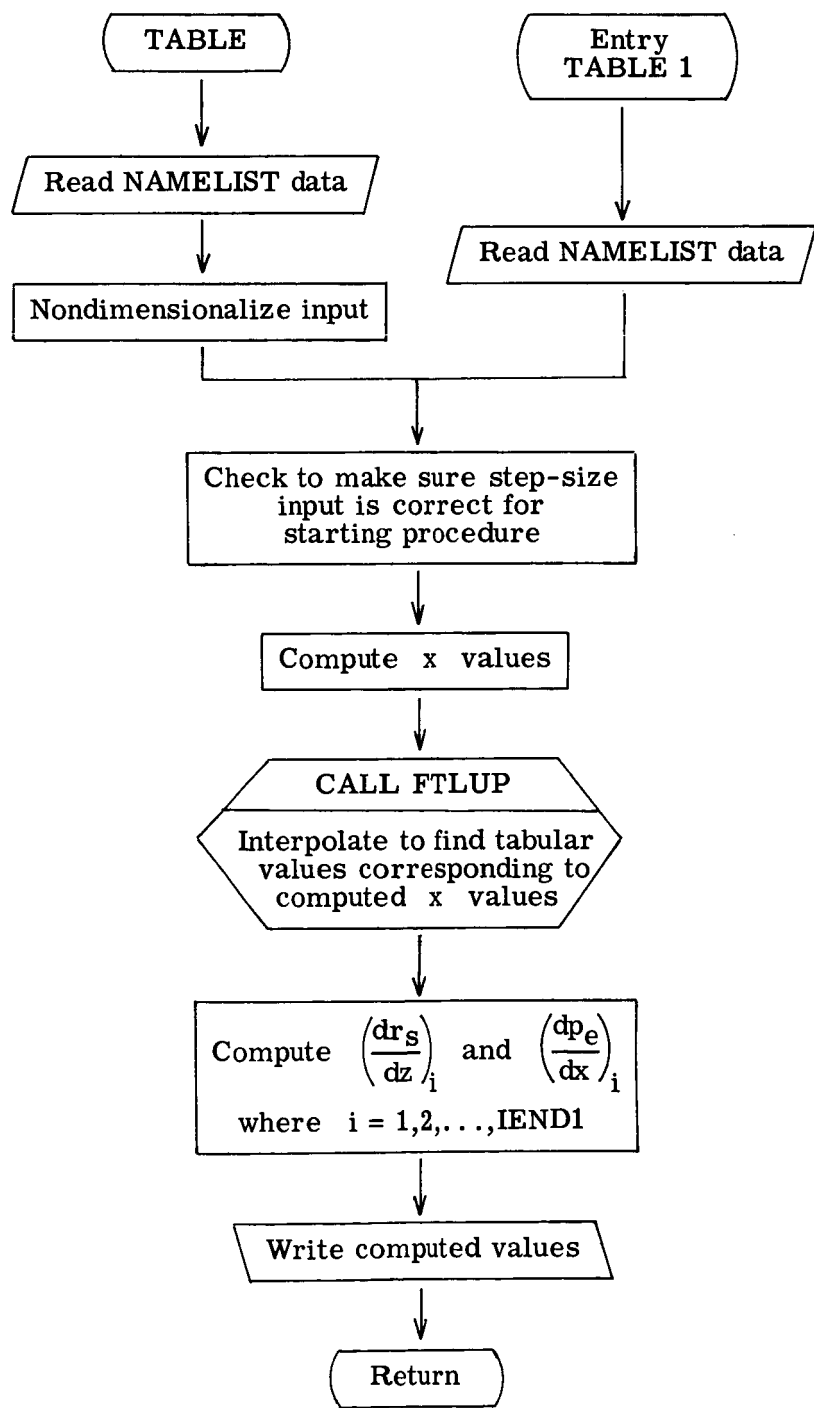 TABLE
Entry
TABLE 1
Read NAMELIST data
Read NAMELIST data
Nondimensionalize input
Check to make sure step-size
input is correct for
starting procedure
Compute x values
CALL FTLUP
Interpolate to find tabular
values corresponding to
computed x values
Compute (dr_s/dz)_i and (dp_e/dx)_i
where i = 1,2,...,IEND1
Write computed values
Return